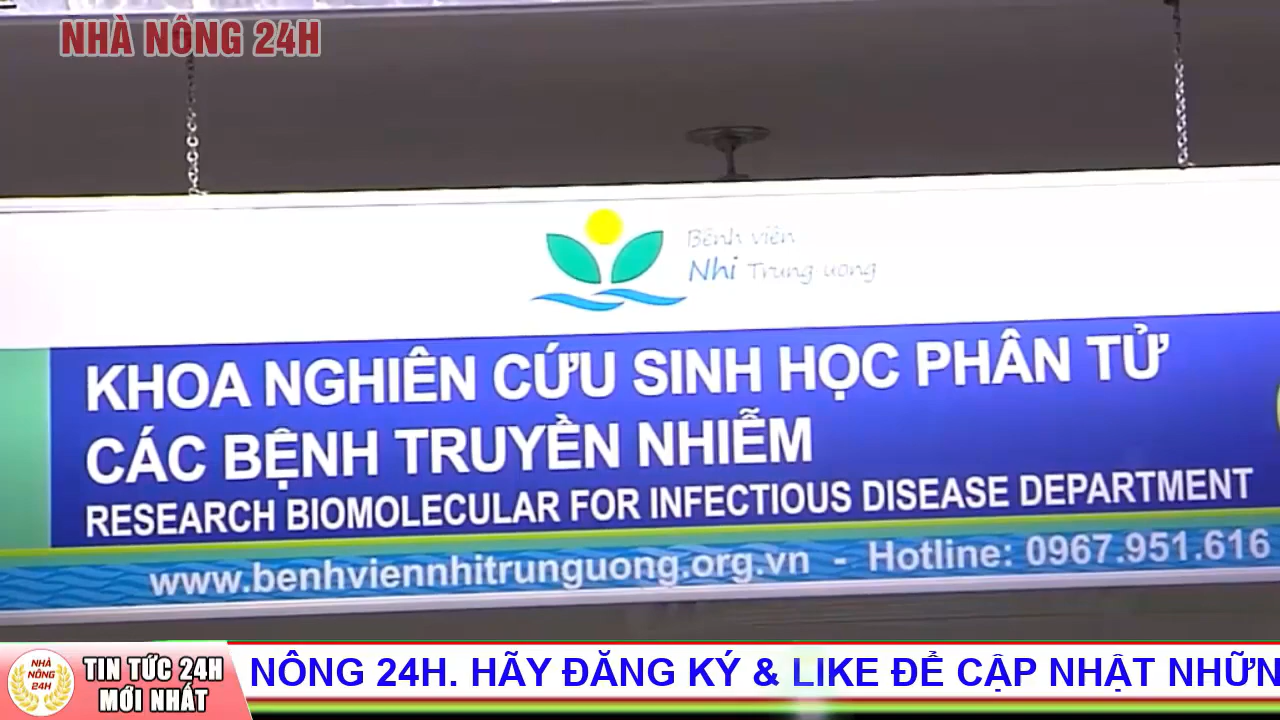 NHÀ NÔNG 24H
Bệnh viện
Nhi Trung ương
KHOA NGHIÊN CỨU SINH HỌC PHÂN TỬ
CÁC BỆNH TRUYỀN NHIỄM
RESEARCH BIOMOLECULAR FOR INFECTIOUS DISEASE DEPARTMENT
www.benhviennhitrunguong.org.vn - Hotline: 0967.951.616
NHÀ
NÔNG
24H
TIN TỨC 24H
MỚI NHẤT
NÔNG 24H. HÃY ĐĂNG KÝ & LIKE ĐỂ CẬP NHẬT NHỮN